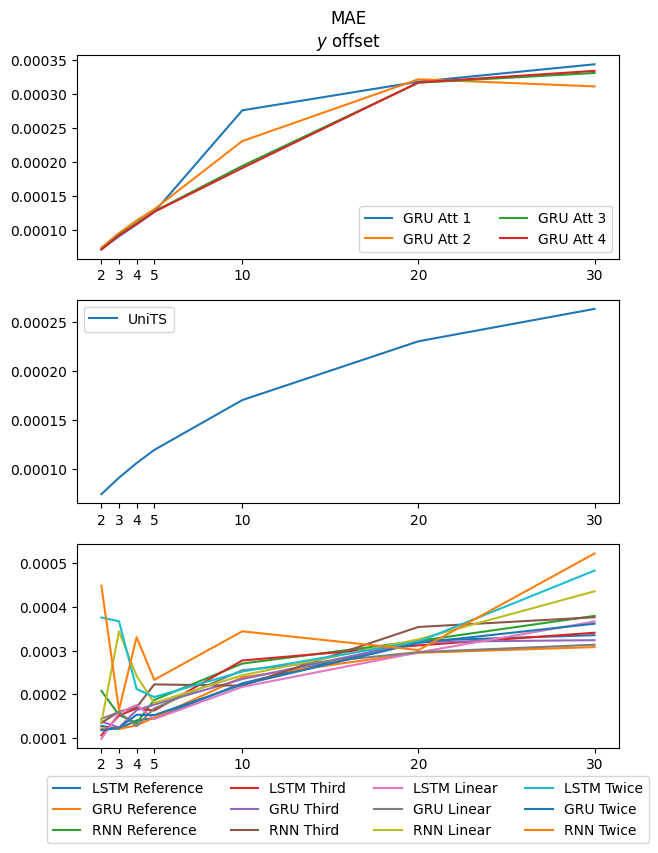 MAE
y offset
0.00035
0.00030
0.00025
0.00020
0.00015
0.00010
GRU Att 1 GRU Att 3
GRU Att 2 GRU Att 4
2 3 4 5 10 20 30
UniTS
0.00025
0.00020
0.00015
0.00010
2 3 4 5 10 20 30
0.0005
0.0004
0.0003
0.0002
0.0001
2 3 4 5 10 20 30
LSTM Reference LSTM Third LSTM Linear LSTM Twice
GRU Reference GRU Third GRU Linear GRU Twice
RNN Reference RNN Third RNN Linear RNN Twice